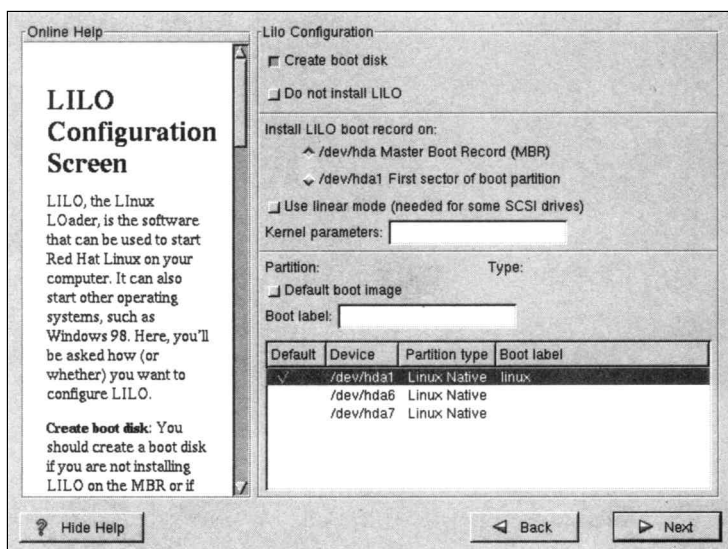 Online Help
LILO
Configuration
Screen
LILO, the LInux
LOader, is the software
that can be used to start
Red Hat Linux on your
computer. It can also
start other operating
systems, such as
Windows 98. Here, you'll
be asked how (or
whether) you want to
configure LILO.
Create boot disk: You
should create a boot disk
if you are not installing
LILO on the MBR or if
Lilo Configuration
Create boot disk
Do not install LILO
Install LILO boot record on:
/dev/hda Master Boot Record (MBR)
/dev/hda1 First sector of boot partition
Use linear mode (needed for some SCSI drives)
Kernel parameters:
Partition: Type:
Default boot image
Boot label:
Default Device Partition type Boot label
√ /dev/hda1 Linux Native linux
/dev/hda6 Linux Native
/dev/hda7 Linux Native
? Hide Help
Back
Next